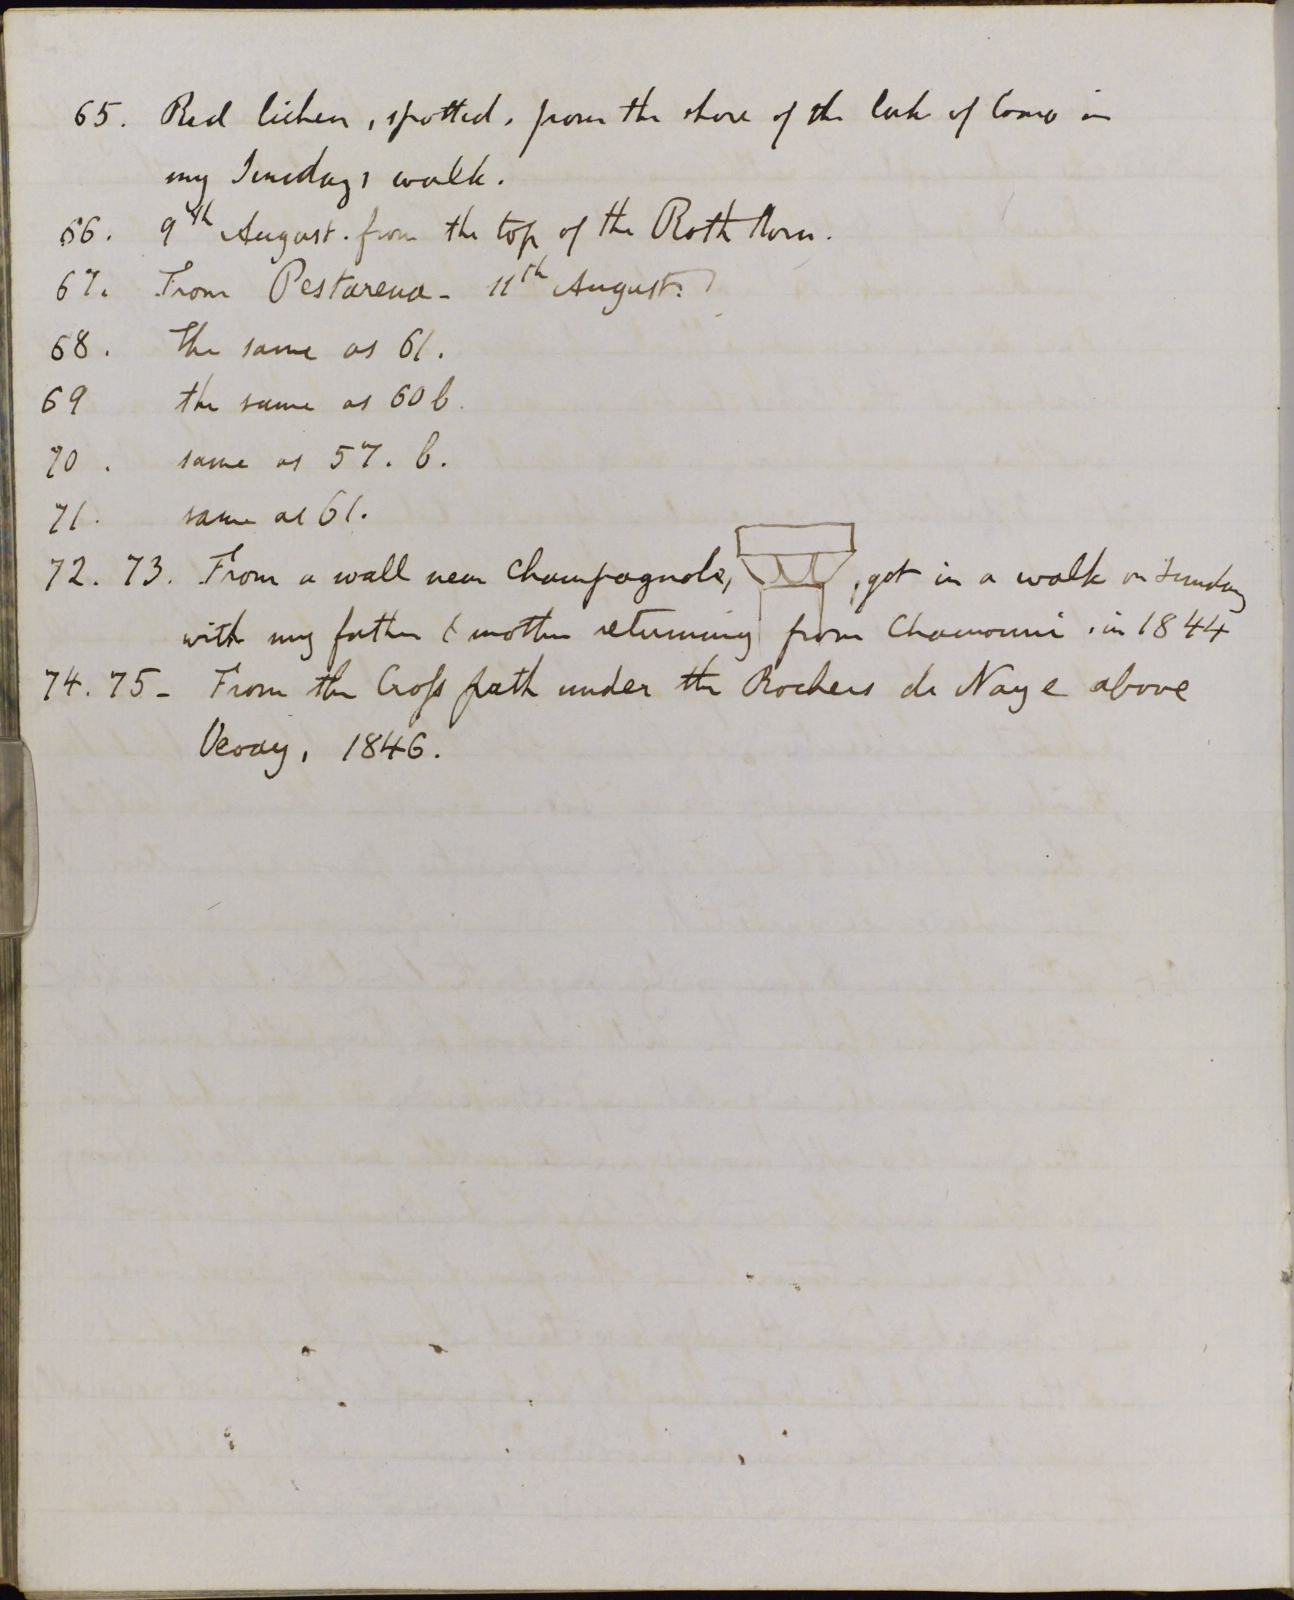 65. Red lichen, spotted, from the shore of the lake of Como in
my Sunday's walk.
66. 9th August. from the top of the Roth horn.
67. From Pestarena - 11th August.
68. The same as 61.
69 the same as 60 b.
70. same as 57. b.
71. same as 61.
72. 73. From a wall near Champagnole, , got in a walk on Sunday
with my father & mother returning from Chamouni. in 1844
74. 75 - From the Cross path under the Rochers de Naye above
Vevay, 1846.